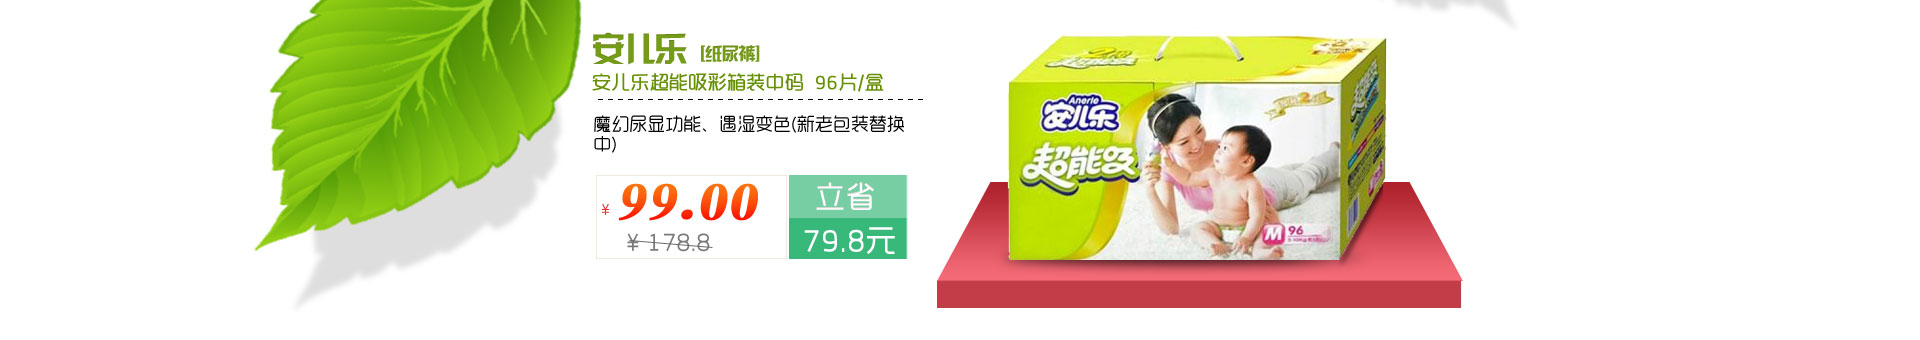 安儿乐 [纸尿裤]
安儿乐超能吸彩箱装中码 96片/盒
魔幻尿显功能、遇湿变色(新老包装替换
中)
¥ 99.00
¥ 178.8
立省
79.8元
Anerle
安儿乐
超能吸
M 96